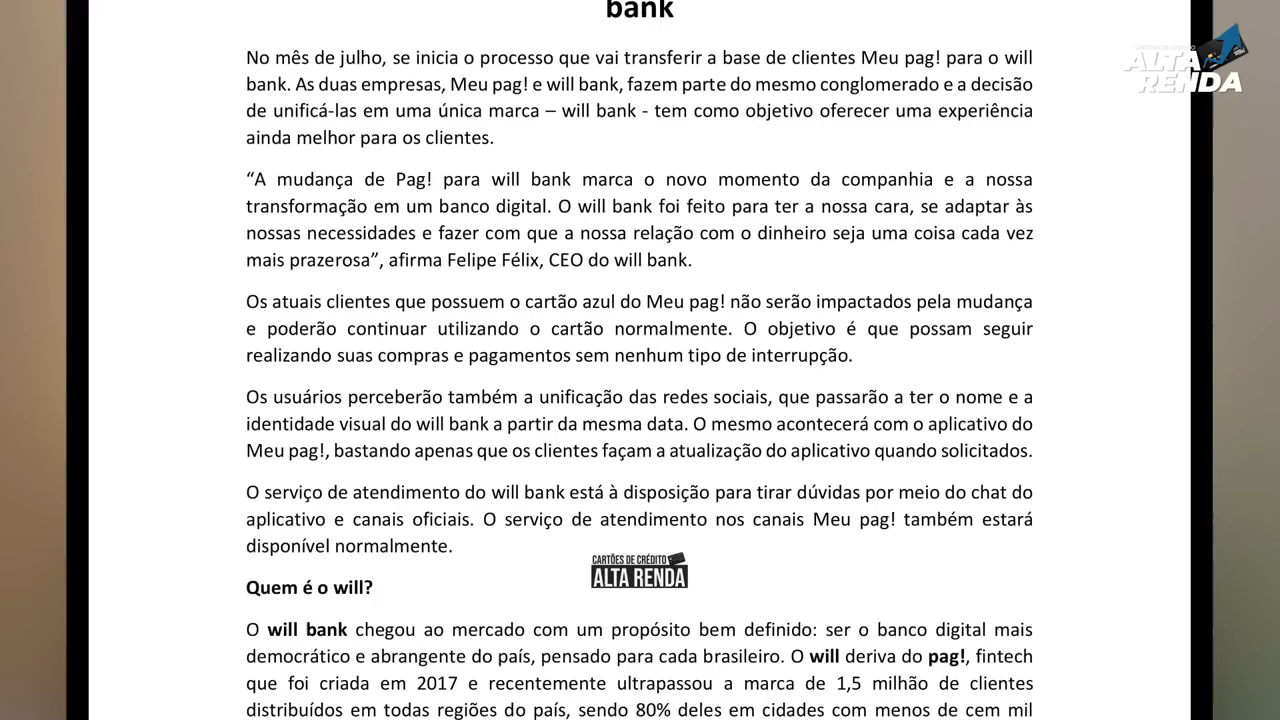 bank
CARTÕES DE CRÉDITO
ALTA
RENDA
No mês de julho, se inicia o processo que vai transferir a base de clientes Meu pag! para o will
bank. As duas empresas, Meu pag! e will bank, fazem parte do mesmo conglomerado e a decisão
de unificá-las em uma única marca – will bank - tem como objetivo oferecer uma experiência
ainda melhor para os clientes.
“A mudança de Pag! para will bank marca o novo momento da companhia e a nossa
transformação em um banco digital. O will bank foi feito para ter a nossa cara, se adaptar às
nossas necessidades e fazer com que a nossa relação com o dinheiro seja uma coisa cada vez
mais prazerosa”, afirma Felipe Félix, CEO do will bank.
Os atuais clientes que possuem o cartão azul do Meu pag! não serão impactados pela mudança
e poderão continuar utilizando o cartão normalmente. O objetivo é que possam seguir
realizando suas compras e pagamentos sem nenhum tipo de interrupção.
Os usuários perceberão também a unificação das redes sociais, que passarão a ter o nome e a
identidade visual do will bank a partir da mesma data. O mesmo acontecerá com o aplicativo do
Meu pag!, bastando apenas que os clientes façam a atualização do aplicativo quando solicitados.
O serviço de atendimento do will bank está à disposição para tirar dúvidas por meio do chat do
aplicativo e canais oficiais. O serviço de atendimento nos canais Meu pag! também estará
disponível normalmente.
CARTÕES DE CRÉDITO
ALTA RENDA
Quem é o will?
O will bank chegou ao mercado com um propósito bem definido: ser o banco digital mais
democrático e abrangente do país, pensado para cada brasileiro. O will deriva do pag!, fintech
que foi criada em 2017 e recentemente ultrapassou a marca de 1,5 milhão de clientes
distribuídos em todas regiões do país, sendo 80% deles em cidades com menos de cem mil